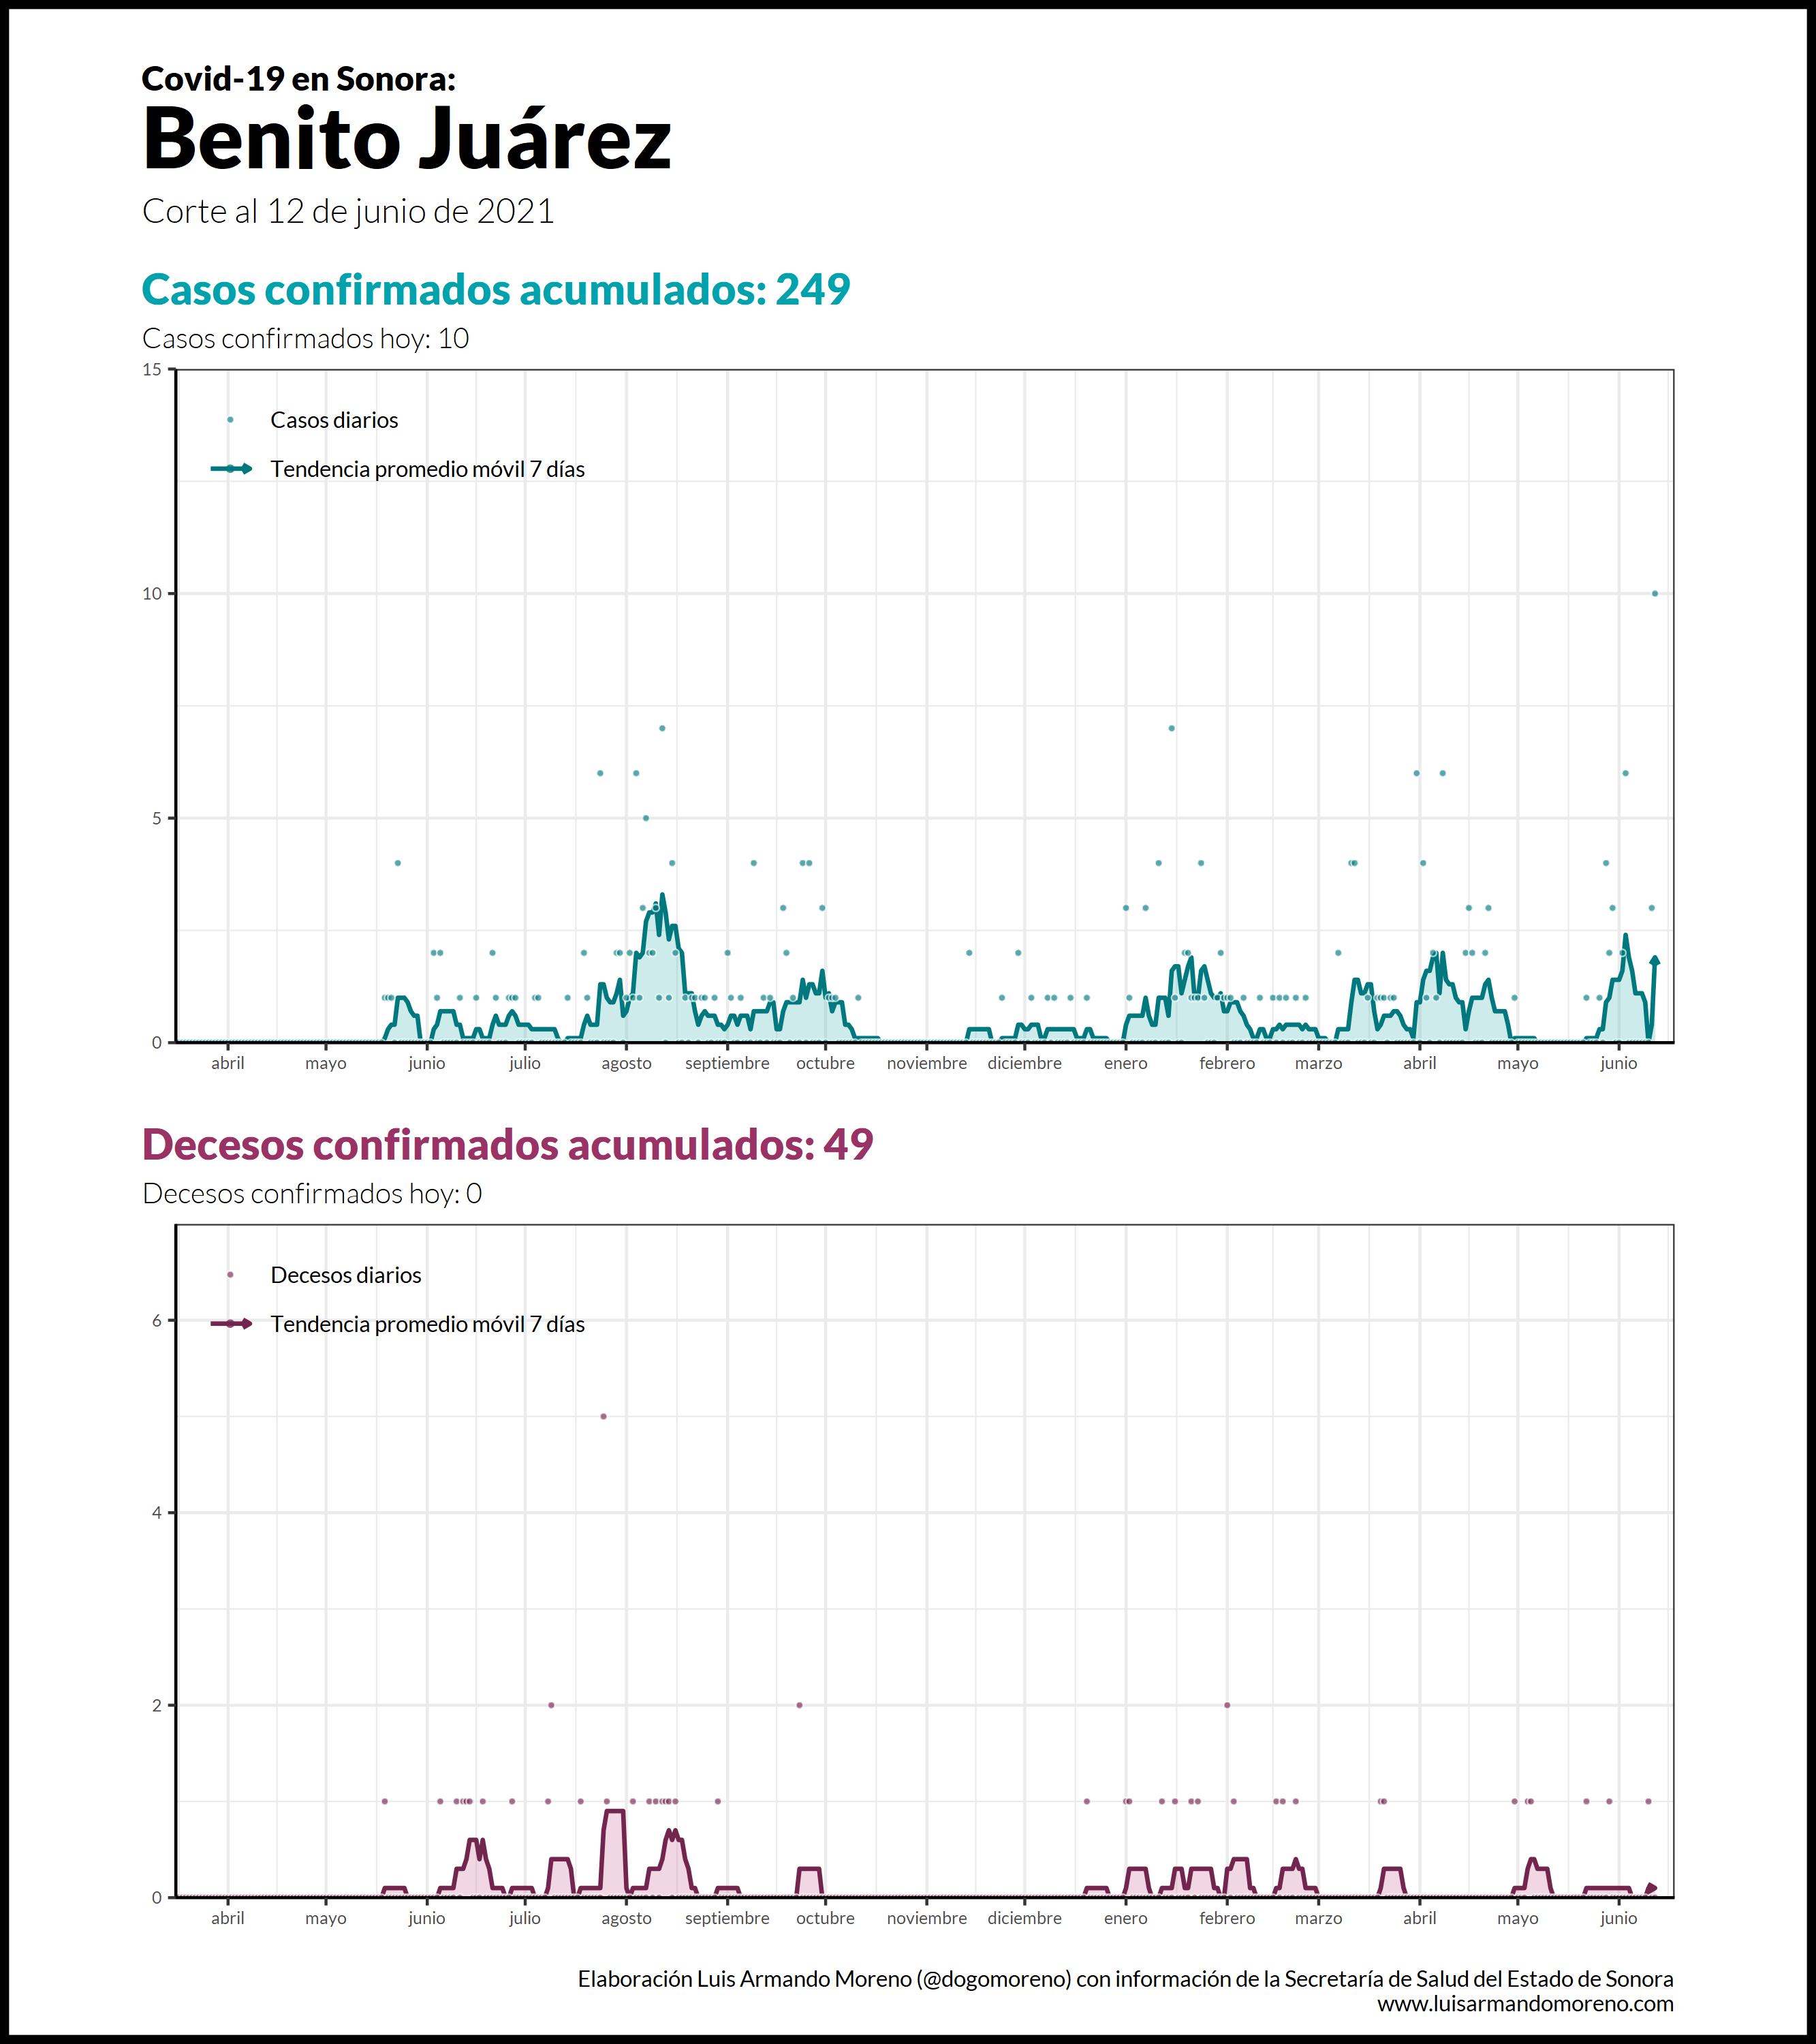 Covid-19 en Sonora:
Benito Juárez
Corte al 12 de junio de 2021
Casos confirmados acumulados: 249
Casos confirmados hoy: 10
15
Casos diarios
Tendencia promedio móvil 7 días
10
5
0
abril mayo junio julio agosto septiembre octubre noviembre diciembre enero febrero marzo abril mayo junio
Decesos confirmados acumulados: 49
Decesos confirmados hoy: 0
Decesos diarios
6
Tendencia promedio móvil 7 días
4
2
0
abril mayo junio julio agosto septiembre octubre noviembre diciembre enero febrero marzo abril mayo junio
Elaboración Luis Armando Moreno (@dogomoreno) con información de la Secretaría de Salud del Estado de Sonora
www.luisarmandomoreno.com